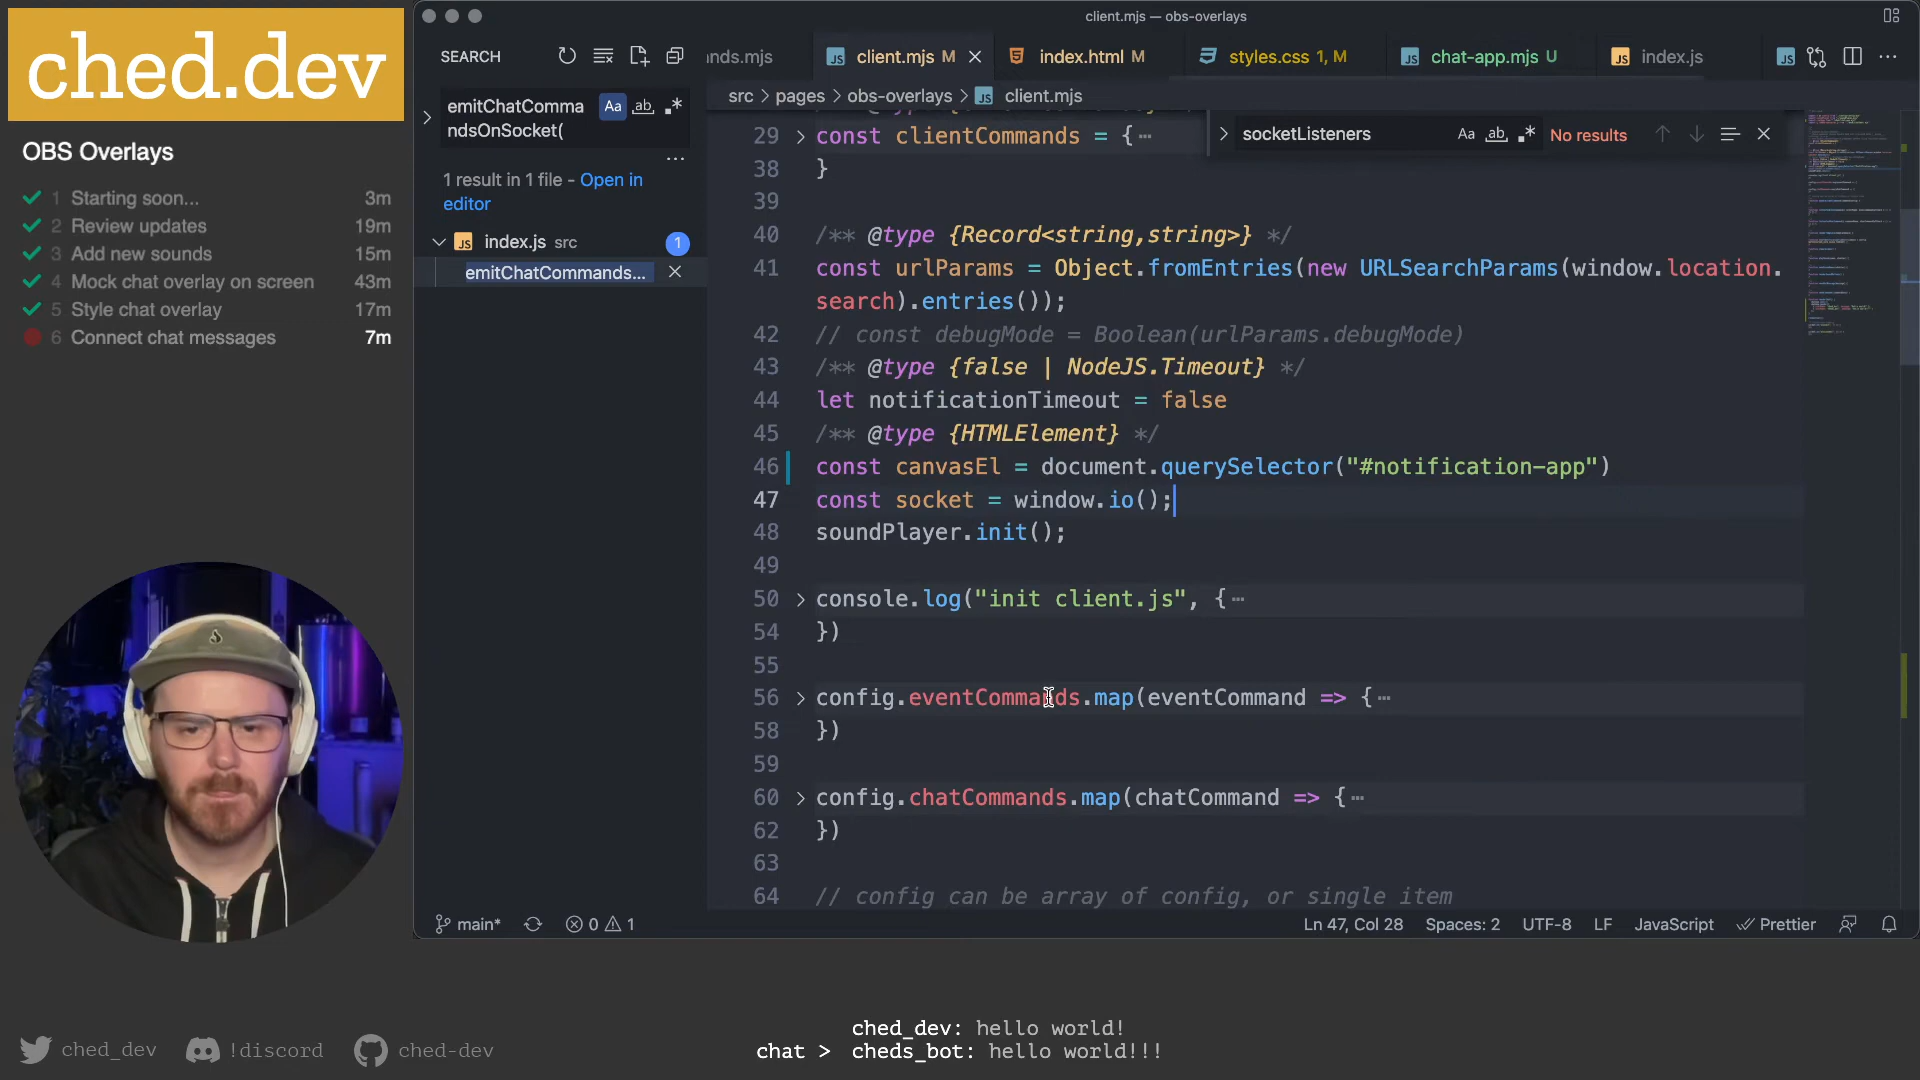 ched.dev
OBS Overlays
1 Starting soon... 3m
2 Review updates 19m
3 Add new sounds 15m
4 Mock chat overlay on screen 43m
5 Style chat overlay 17m
6 Connect chat messages 7m
client.mjs — obs-overlays
SEARCH
emitChatComma
ndsOnSocket(
Aa ab .*
...
1 result in 1 file - Open in
editor
index.js src 1
emitChatCommands...
nds.mjs
client.mjs M
index.html M
styles.css 1, M
chat-app.mjs U
index.js
src > pages > obs-overlays > client.mjs
socketListeners Aa ab .* No results
29 const clientCommands = {
38 }
39
40 /** @type {Record<string,string>} */
41 const urlParams = Object.fromEntries(new URLSearchParams(window.location.
search).entries());
42 // const debugMode = Boolean(urlParams.debugMode)
43 /** @type {false | NodeJS.Timeout} */
44 let notificationTimeout = false
45 /** @type {HTMLElement} */
46 const canvasEl = document.querySelector("#notification-app")
47 const socket = window.io();
48 soundPlayer.init();
49
50 console.log("init client.js", {
54 })
55
56 config.eventCommands.map(eventCommand => {
58 })
59
60 config.chatCommands.map(chatCommand => {
62 })
63
64 // config can be array of config, or single item
main*
0 1
Ln 47, Col 28
Spaces: 2
UTF-8
LF
JavaScript
Prettier
ched_dev
!discord
ched-dev
ched_dev: hello world!
chat > cheds_bot: hello world!!!